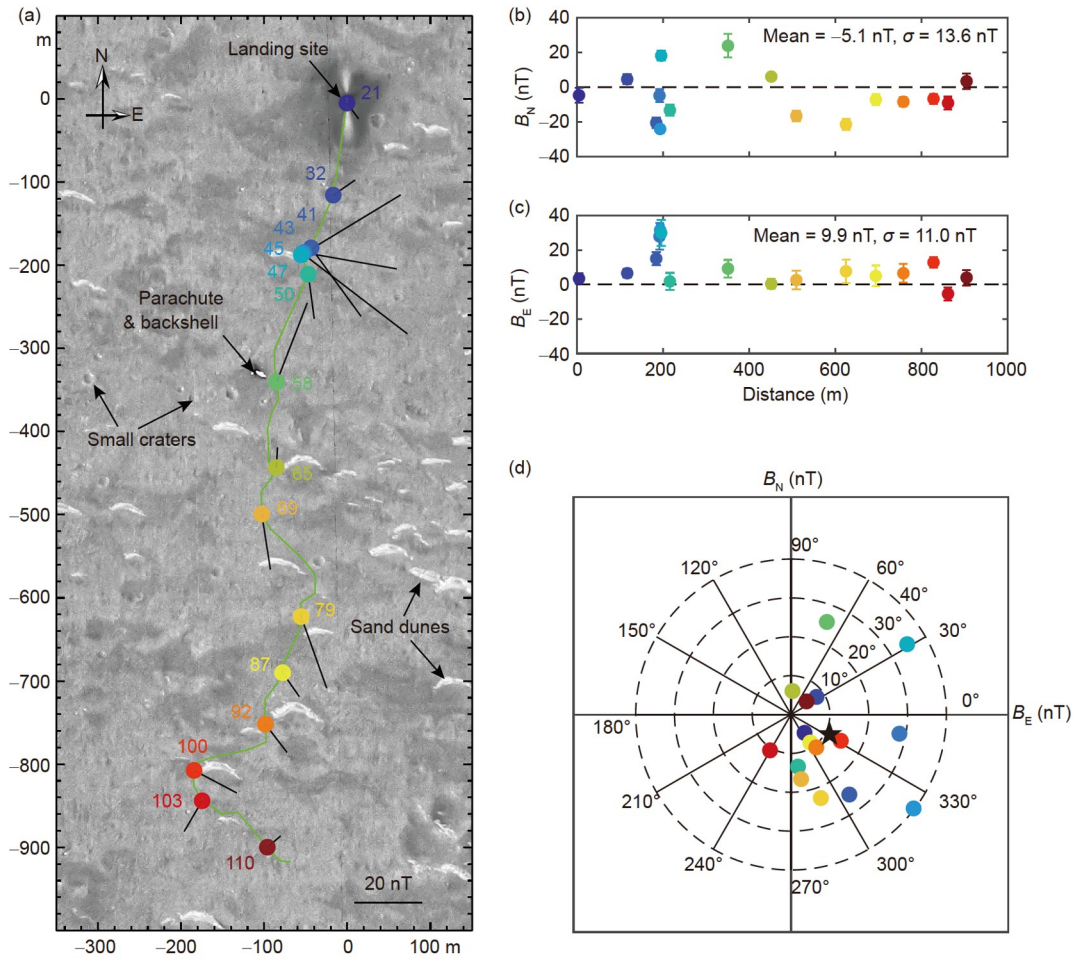 (a)
m
N
E
Landing site
21
32
41
43
45
47
50
Parachute
& backshell
58
Small craters
65
69
79
Sand dunes
87
92
100
103
110
20 nT
0
–100
–200
–300
–400
–500
–600
–700
–800
–900
–300
–200
–100
0
100 m
(b)
Mean = –5.1 nT, σ = 13.6 nT
B_N (nT)
40
20
0
–20
–40
(c)
Mean = 9.9 nT, σ = 11.0 nT
B_E (nT)
40
20
0
–20
–40
0
200
400
600
800
1000
Distance (m)
(d)
B_N (nT)
90°
120°
60°
40°
150°
30°
30°
20°
10°
0°
180°
B_E (nT)
210°
330°
240°
300°
270°